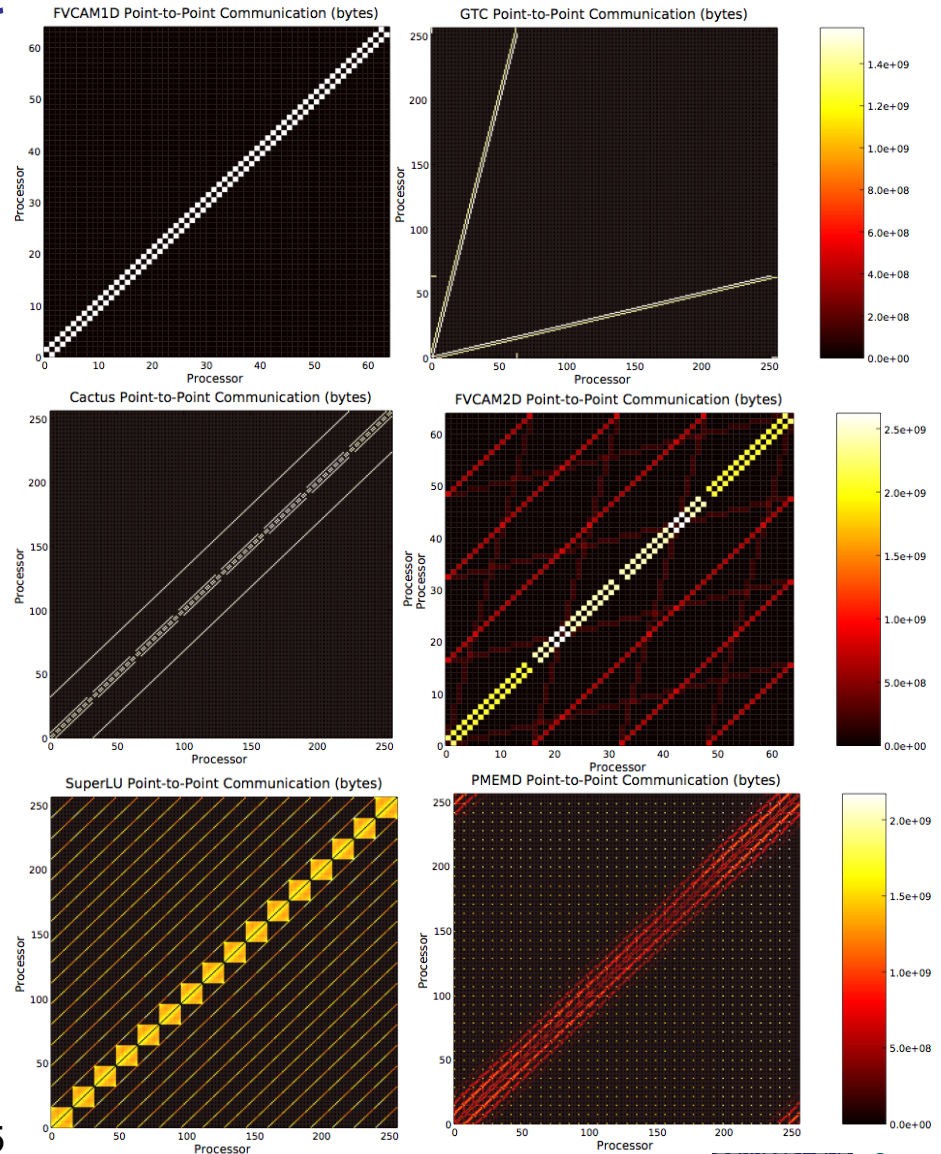 FVCAM1D Point-to-Point Communication (bytes)
60
50
40
30
20
10
0
Processor
0 10 20 30 40 50 60
Processor
GTC Point-to-Point Communication (bytes)
250
200
150
100
50
0
Processor
0 50 100 150 200 250
Processor
1.4e+09
1.2e+09
1.0e+09
8.0e+08
6.0e+08
4.0e+08
2.0e+08
0.0e+00
Cactus Point-to-Point Communication (bytes)
250
200
150
100
50
0
Processor
50 100 150 200 250
Processor
FVCAM2D Point-to-Point Communication (bytes)
60
50
40
30
20
10
0
Processor
Processor
0 10 20 30 40 50 60
Processor
2.5e+09
2.0e+09
1.5e+09
1.0e+09
5.0e+08
0.0e+00
SuperLU Point-to-Point Communication (bytes)
250
200
150
100
50
0
Processor
0 50 100 150 200 250
Processor
PMEMD Point-to-Point Communication (bytes)
250
200
150
100
50
0
Processor
0 50 100 150 200 250
Processor
2.0e+09
1.5e+09
1.0e+09
5.0e+08
0.0e+00